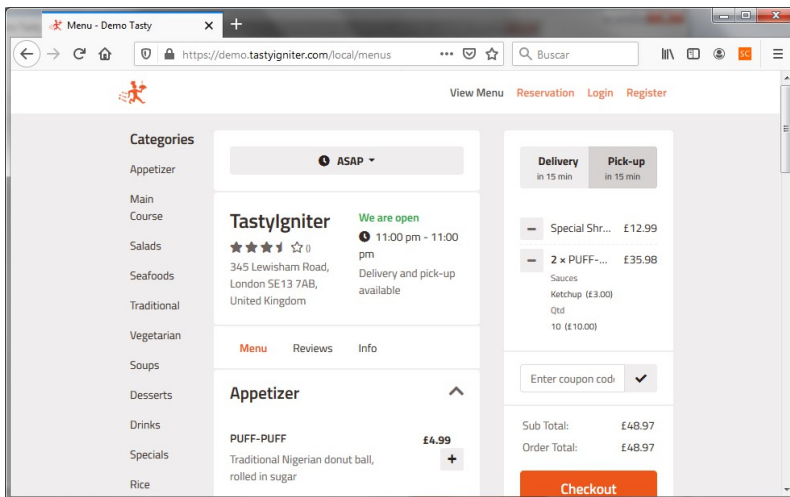 Menu - Demo Tasty
https://demo.tastyigniter.com/local/menus
Buscar
SC
View Menu Reservation Login Register
Categories
Appetizer
Main
Course
Salads
Seafoods
Traditional
Vegetarian
Soups
Desserts
Drinks
Specials
Rice
ASAP
TastyIgniter
()
345 Lewisham Road,
London SE13 7AB,
United Kingdom
We are open
11:00 pm - 11:00
pm
Delivery and pick-up
available
Menu Reviews Info
Appetizer
PUFF-PUFF £4.99
Traditional Nigerian donut ball,
rolled in sugar
+
Delivery Pick-up
in 15 min in 15 min
Special Shr... £12.99
2 × PUFF-... £35.98
Sauces
Ketchup (£3.00)
Qtd
10 (£10.00)
Enter coupon code
Sub Total: £48.97
Order Total: £48.97
Checkout